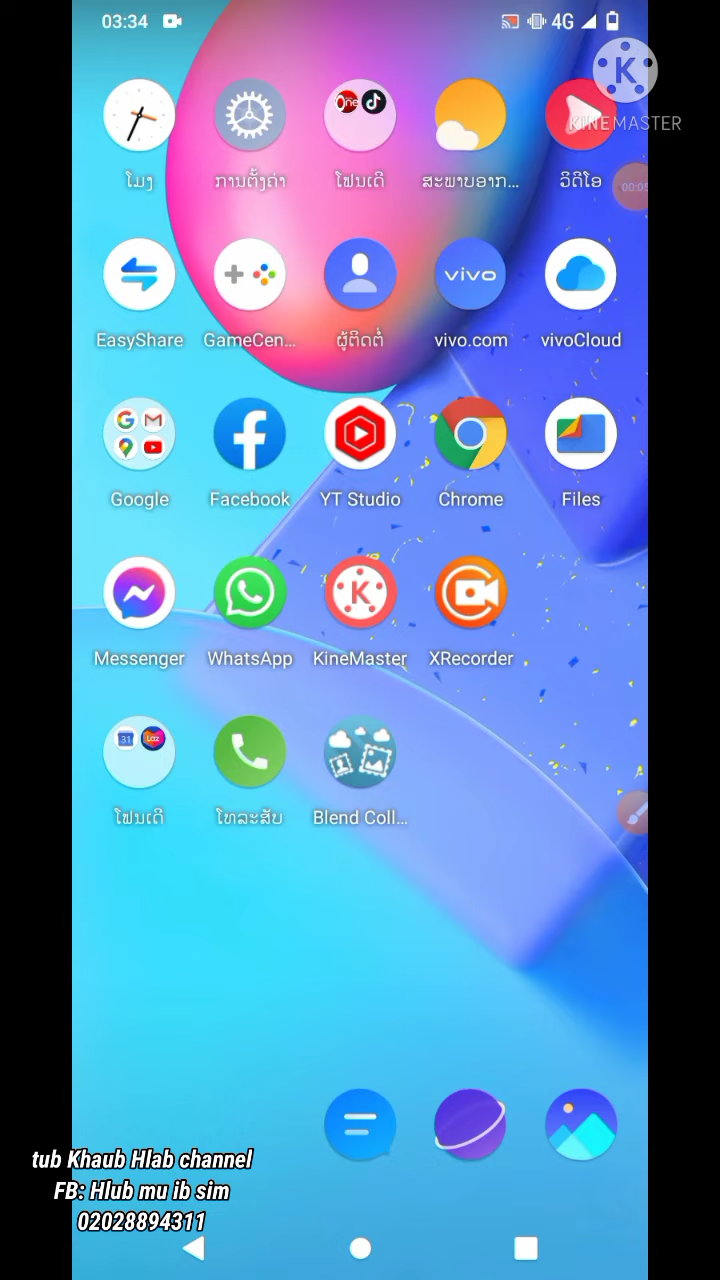 03:34 4G
KINEMASTER
ໂມງ ການຕັ້ງຄ່າ ໂຟນເດີ ສະພາບອາກ... ວິດີໂອ
00:05
EasyShare GameCen... ຜູ້ຕິດຕໍ່ vivo.com vivoCloud
Google Facebook YT Studio Chrome Files
Messenger WhatsApp KineMaster XRecorder
ໂຟນເດີ ໂທລະສັບ Blend Coll...
tub Khaub Hlab channel
FB: Hlub mu ib sim
02028894311